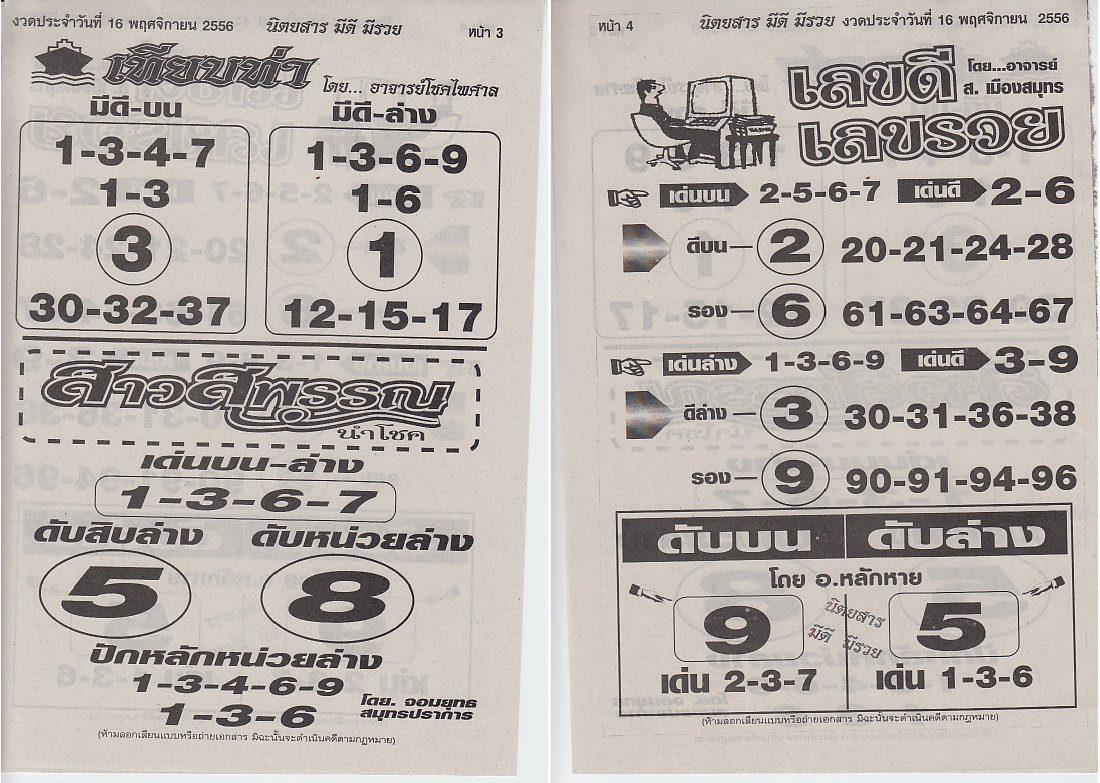 งวดประจำวันที่ 16 พฤศจิกายน 2556 นิตยสาร มีดี มีรวย หน้า 3
เทียบท่า
โดย... อาจารย์โชคไพศาล
มีดี-บน มีดี-ล่าง
1-3-4-7 1-3-6-9
1-3 1-6
3 1
30-32-37 12-15-17
สาวสุพรรณ
นำโชค
เด่นบน-ล่าง
1-3-6-7
ดับสิบล่าง ดับหน่วยล่าง
5 8
ปักหลักหน่วยล่าง
1-3-4-6-9
1-3-6
โดย. จอมยุทธ
สมุทรปราการ
(ห้ามลอกเลียนแบบหรือถ่ายเอกสาร มิฉะนั้นจะดำเนินคดีตามกฎหมาย)
หน้า 4 นิตยสาร มีดี มีรวย งวดประจำวันที่ 16 พฤศจิกายน 2556
เลขดี
โดย...อาจารย์
ส. เมืองสมุทร
เลขรวย
เด่นบน 2-5-6-7 เด่นดี 2-6
ดีบน 2 20-21-24-28
รอง 6 61-63-64-67
เด่นล่าง 1-3-6-9 เด่นดี 3-9
ดีล่าง 3 30-31-36-38
รอง 9 90-91-94-96
ดับบน ดับล่าง
โดย อ.หลักหาย
9 5
นิตยสาร
มีดี มีรวย
เด่น 2-3-7 เด่น 1-3-6
(ห้ามลอกเลียนแบบหรือถ่ายเอกสาร มิฉะนั้นจะดำเนินคดีตามกฎหมาย)